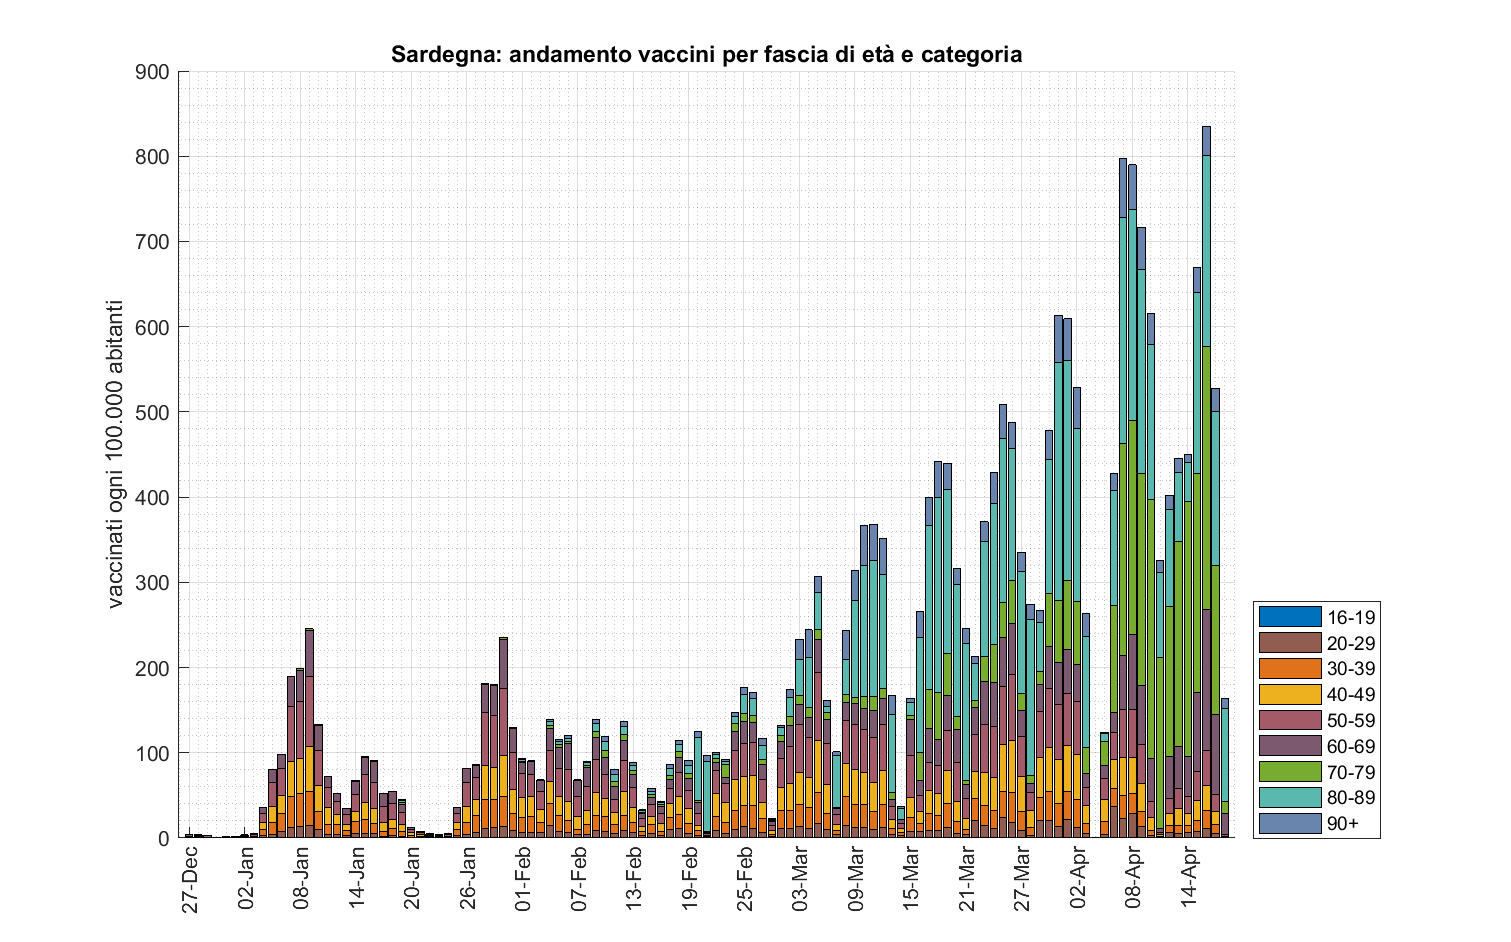 Sardegna: andamento vaccini per fascia di età e categoria
vaccinati ogni 100.000 abitanti
900
800
700
600
500
400
300
200
100
0
27-Dec
02-Jan
08-Jan
14-Jan
20-Jan
26-Jan
01-Feb
07-Feb
13-Feb
19-Feb
25-Feb
03-Mar
09-Mar
15-Mar
21-Mar
27-Mar
02-Apr
08-Apr
14-Apr
16-19
20-29
30-39
40-49
50-59
60-69
70-79
80-89
90+